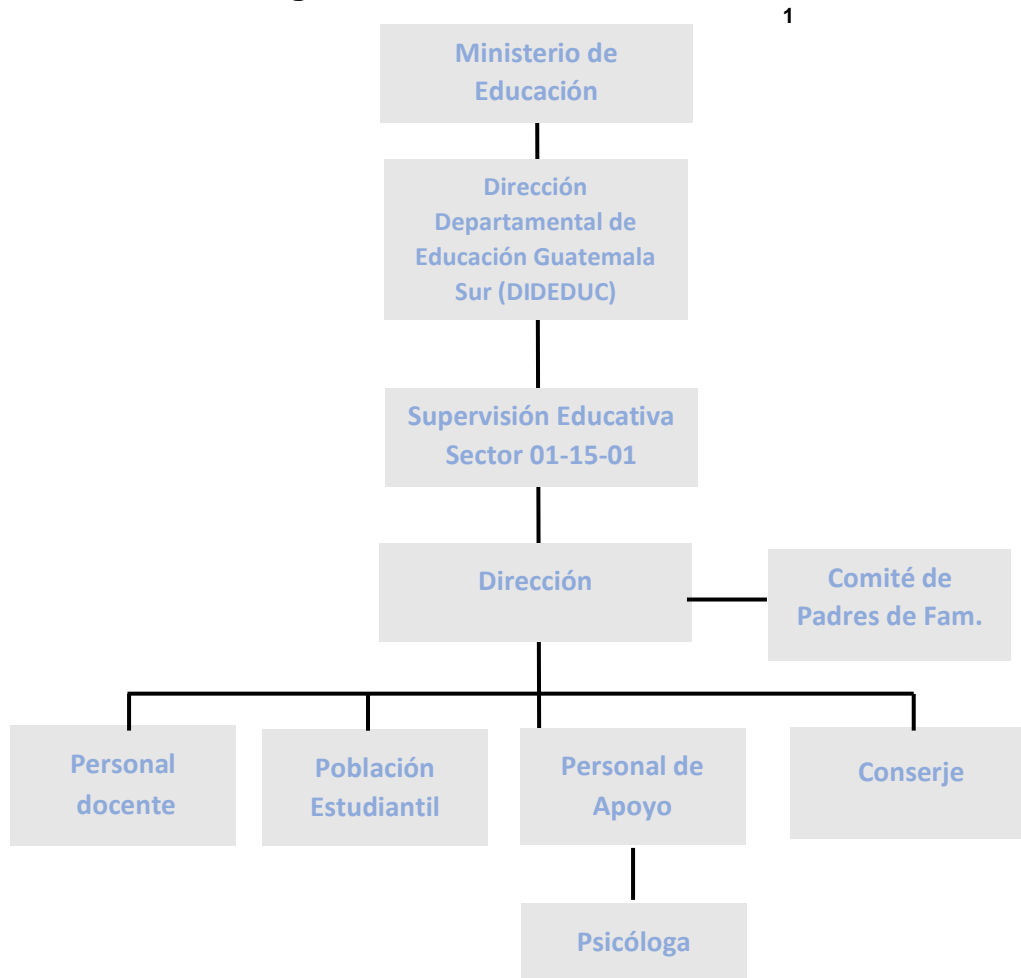 1
Ministerio de
Educación
Dirección
Departamental de
Educación Guatemala
Sur (DIDEDUC)
Supervisión Educativa
Sector 01-15-01
Dirección
Comité de
Padres de Fam.
Personal
docente
Población
Estudiantil
Personal de
Apoyo
Conserje
Psicóloga